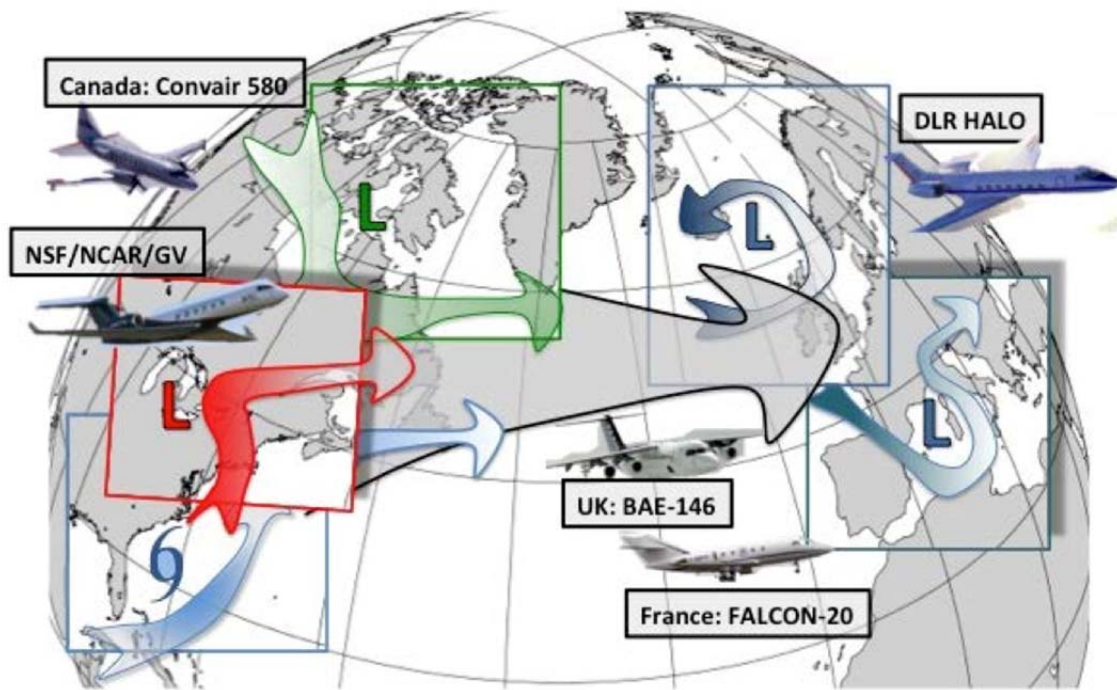 Canada: Convair 580
DLR HALO
L
L
NSF/NCAR/GV
L
L
UK: BAE-146
France: FALCON-20